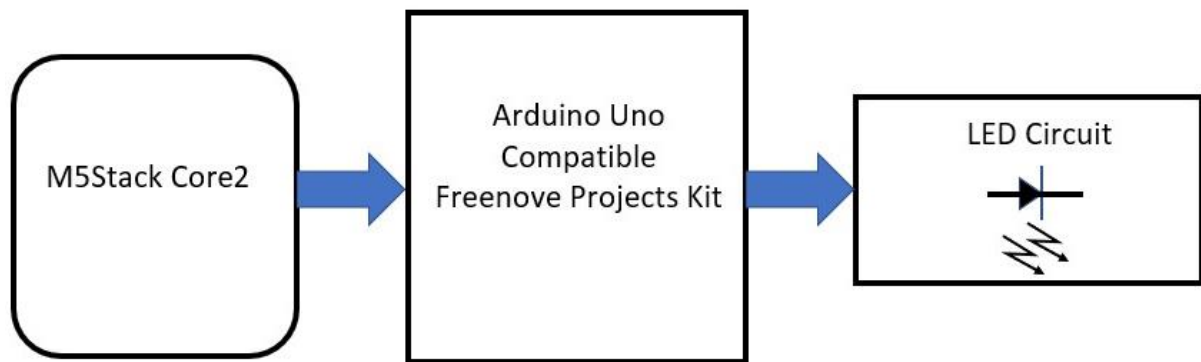 M5Stack Core2
Arduino Uno
Compatible
Freenove Projects Kit
LED Circuit